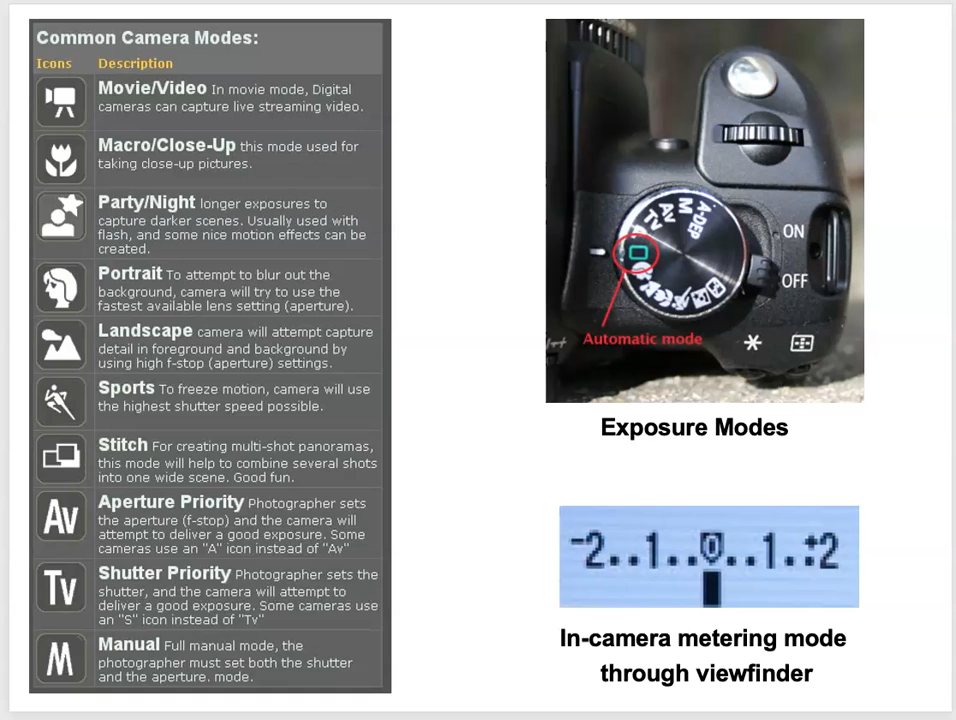 Common Camera Modes:
Icons Description
Movie/Video In movie mode, Digital
cameras can capture live streaming video.
Macro/Close-Up this mode used for
taking close-up pictures.
Party/Night longer exposures to
capture darker scenes. Usually used with
flash, and some nice motion effects can be
created.
Portrait To attempt to blur out the
background, camera will try to use the
fastest available lens setting (aperture).
Landscape camera will attempt capture
detail in foreground and background by
using high f-stop (aperture) settings.
Sports To freeze motion, camera will use
the highest shutter speed possible.
Stitch For creating multi-shot panoramas,
this mode will help to combine several shots
into one wide scene. Good fun.
Av
Aperture Priority Photographer sets
the aperture (f-stop) and the camera will
attempt to deliver a good exposure. Some
cameras use an "A" icon instead of "Av"
Tv
Shutter Priority Photographer sets the
shutter, and the camera will attempt to
deliver a good exposure. Some cameras use
an "S" icon instead of "Tv"
M
Manual Full manual mode, the
photographer must set both the shutter
and the aperture. mode.
A-DEP
M
Av
Tv
ON
OFF
Automatic mode
Exposure Modes
-2..1..0..1.+2
In-camera metering mode
through viewfinder